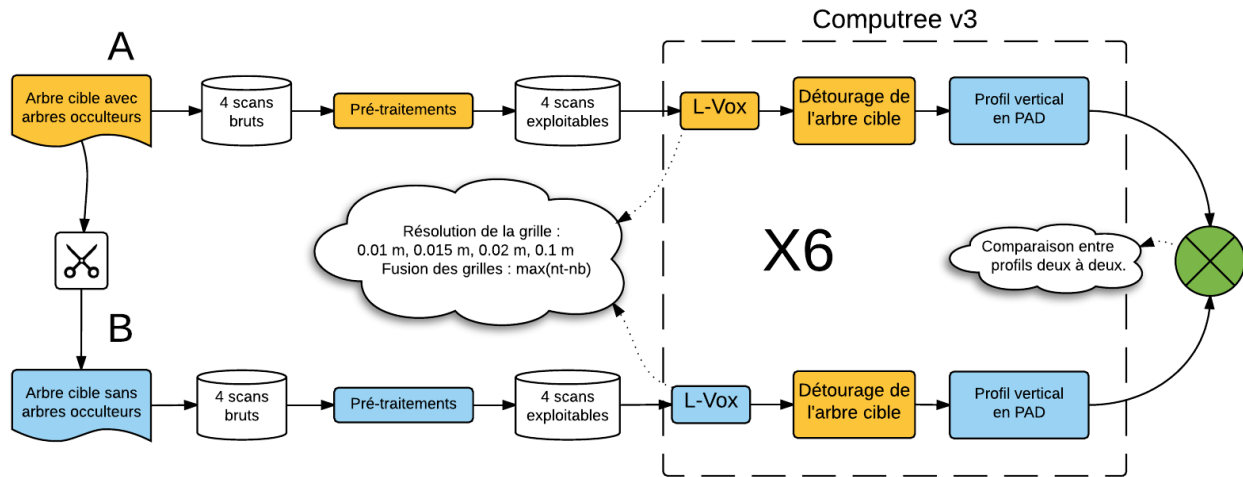 Computree v3
A
Arbre cible avec
arbres occulteurs
4 scans
bruts
Pré-traitements
4 scans
exploitables
L-Vox
Détourage de
l'arbre cible
Profil vertical
en PAD
Résolution de la grille :
0.01 m, 0.015 m, 0.02 m, 0.1 m
Fusion des grilles : max(nt-nb)
X6
Comparaison entre
profils deux à deux.
B
Arbre cible sans
arbres occulteurs
4 scans
bruts
Pré-traitements
4 scans
exploitables
L-Vox
Détourage de
l'arbre cible
Profil vertical
en PAD